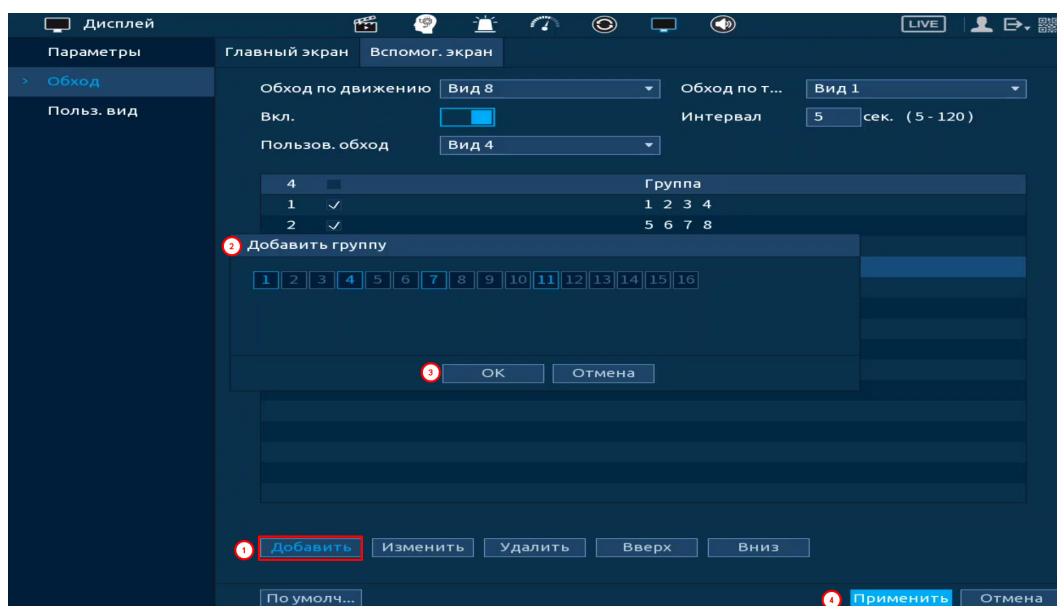 Дисплей LIVE
Параметры Главный экран Вспомог. экран
> Обход Обход по движению Вид 8 Обход по т... Вид 1
Польз. вид Вкл. Интервал 5 сек. (5-120)
Пользов. обход Вид 4
4 Группа
1 1 2 3 4
2 5 6 7 8
2 Добавить группу
1 2 3 4 5 6 7 8 9 10 11 12 13 14 15 16
3 OK Отмена
1 Добавить Изменить Удалить Вверх Вниз
По умолч... 4 Применить Отмена